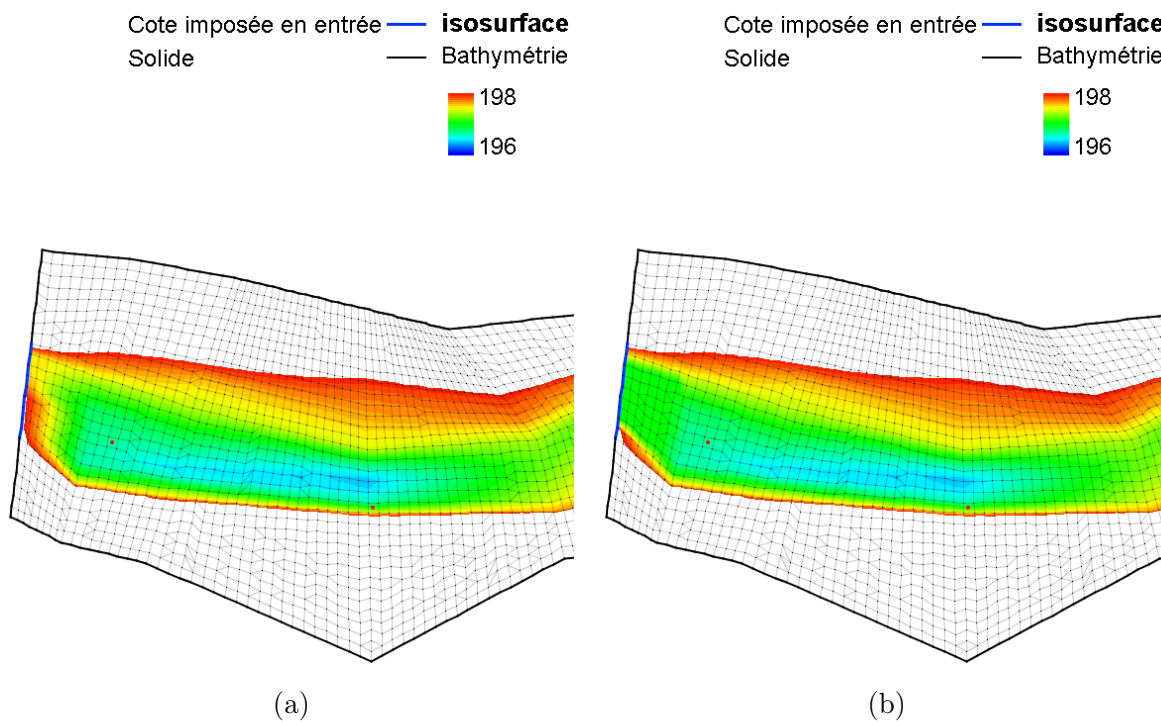 Cote imposée en entrée isosurface
Solide Bathymétrie
198
196
Cote imposée en entrée isosurface
Solide Bathymétrie
198
196
(a)
(b)